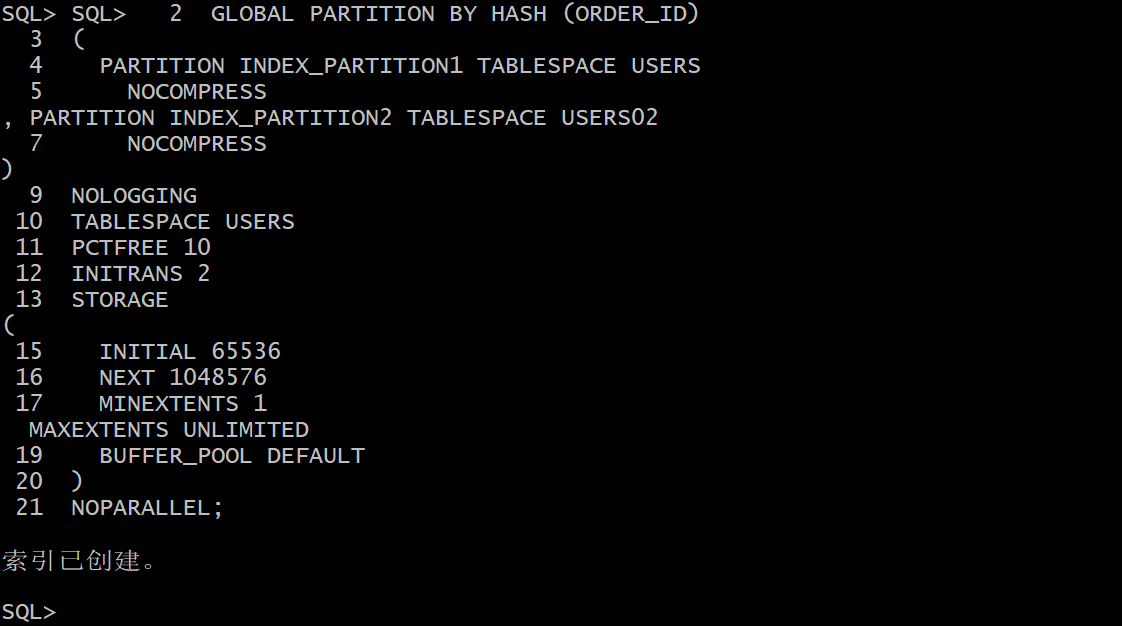 SQL> SQL>   2  GLOBAL PARTITION BY HASH (ORDER_ID)
  3  (
  4    PARTITION INDEX_PARTITION1 TABLESPACE USERS
  5      NOCOMPRESS
, PARTITION INDEX_PARTITION2 TABLESPACE USERS02
  7      NOCOMPRESS
)
  9  NOLOGGING
 10  TABLESPACE USERS
 11  PCTFREE 10
 12  INITRANS 2
 13  STORAGE
(
 15    INITIAL 65536
 16    NEXT 1048576
 17    MINEXTENTS 1
  MAXEXTENTS UNLIMITED
 19    BUFFER_POOL DEFAULT
 20  )
 21  NOPARALLEL;
索引已创建。
SQL>